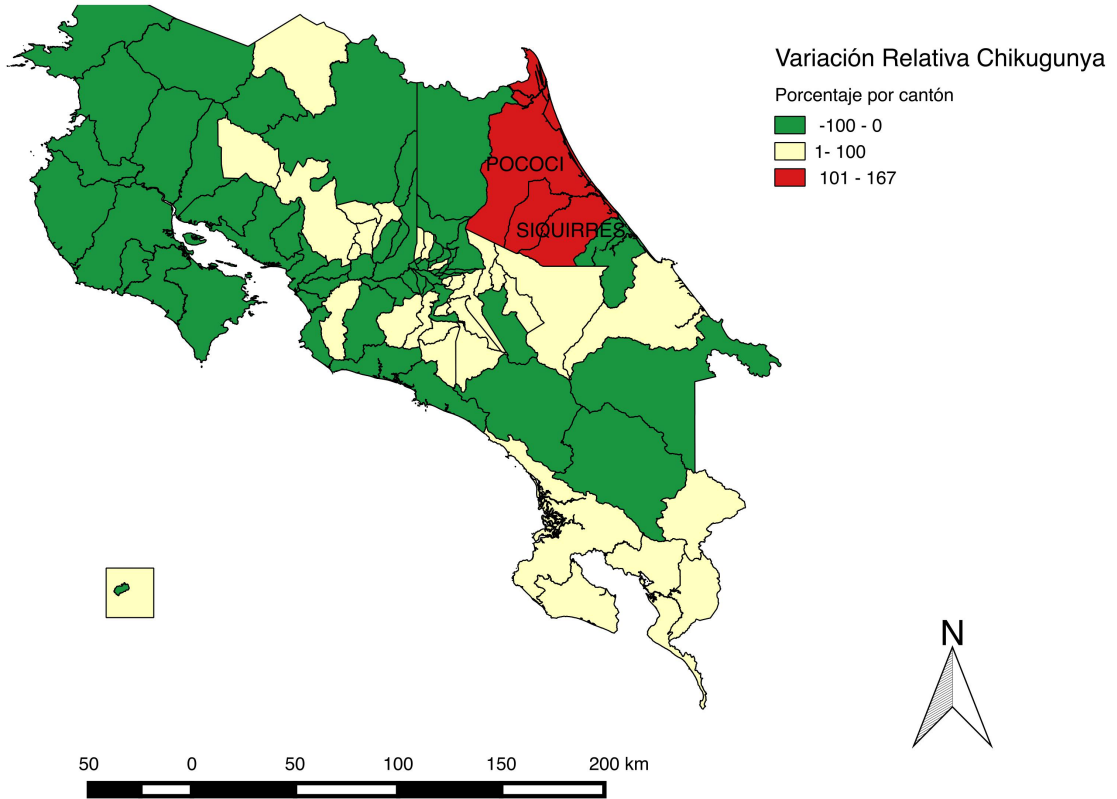 Variación Relativa Chikugunya
Porcentaje por cantón
-100 - 0
1- 100
101 - 167
POCOCI
SIQUIRRES
N
50 0 50 100 150 200 km